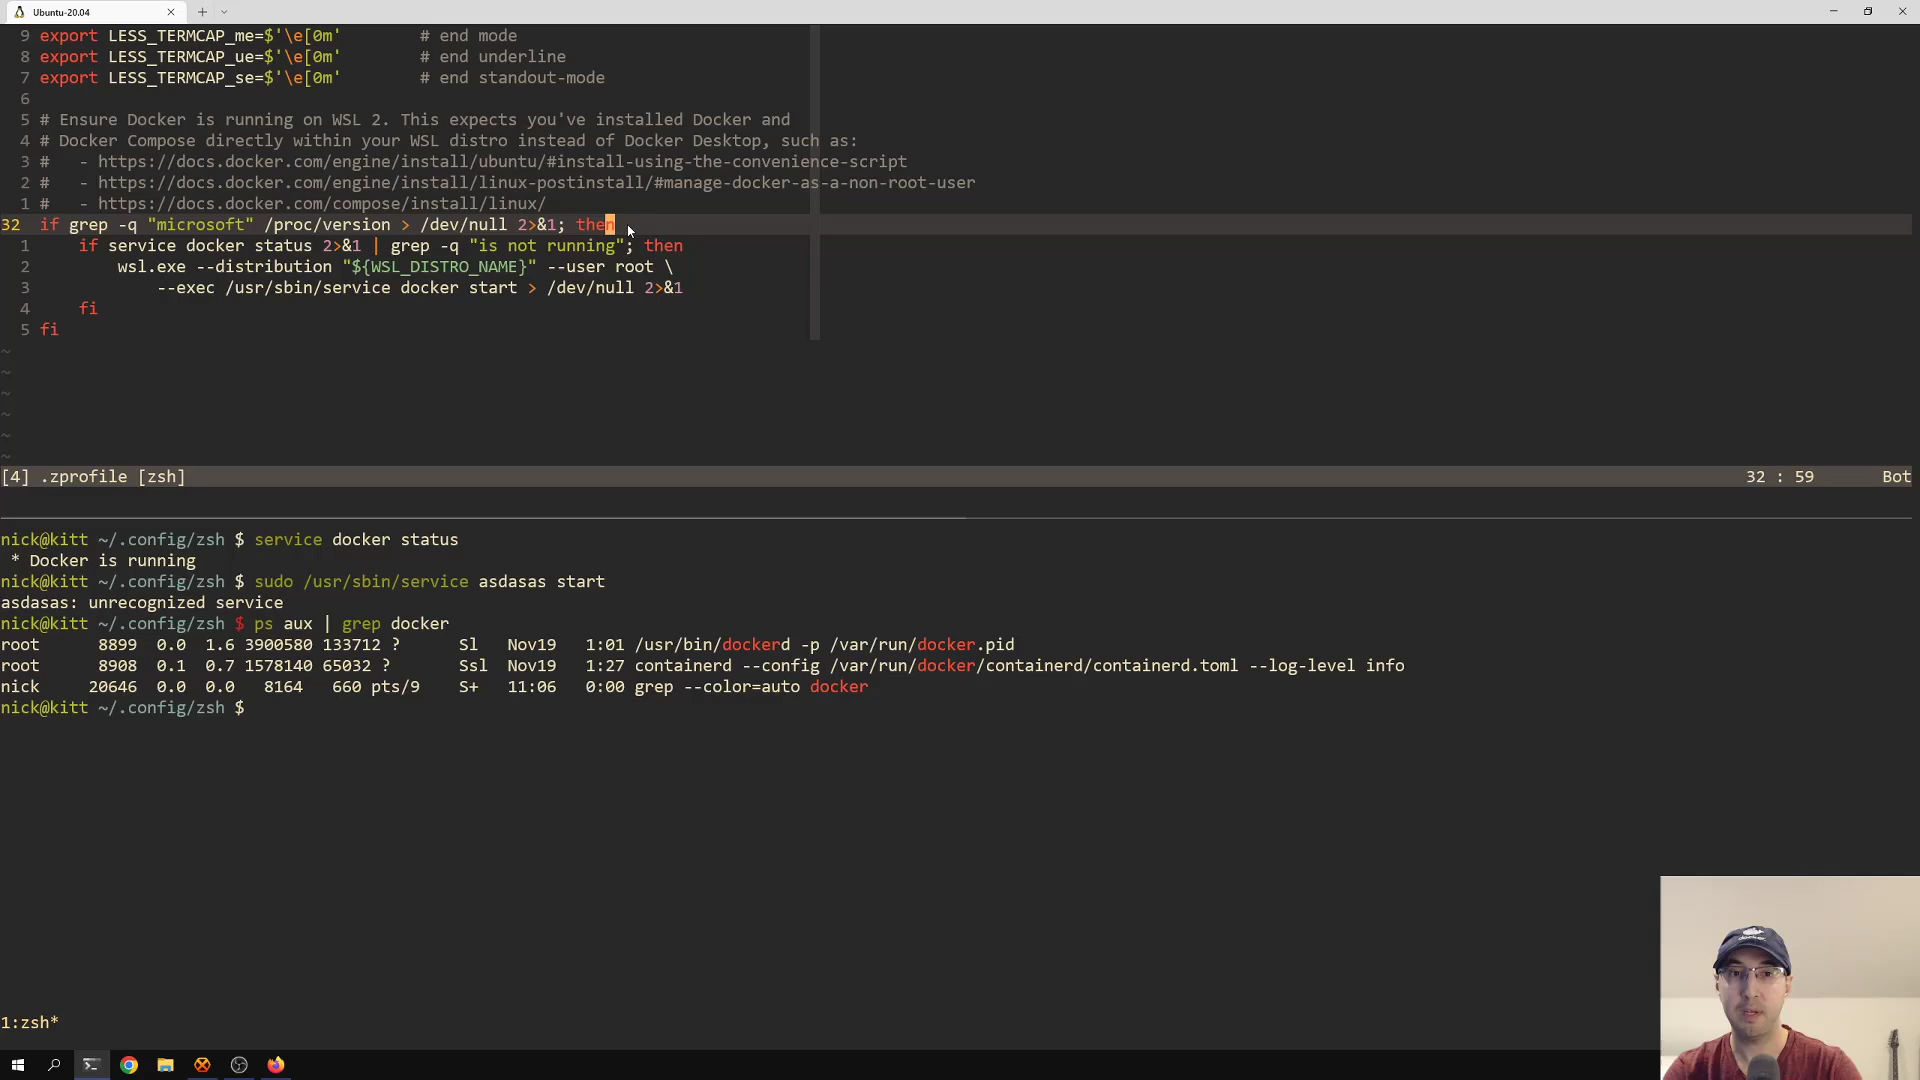 Ubuntu-20.04
9 export LESS_TERMCAP_me=$'\e[0m' # end mode
8 export LESS_TERMCAP_ue=$'\e[0m' # end underline
7 export LESS_TERMCAP_se=$'\e[0m' # end standout-mode
6
5 # Ensure Docker is running on WSL 2. This expects you've installed Docker and
4 # Docker Compose directly within your WSL distro instead of Docker Desktop, such as:
3 # - https://docs.docker.com/engine/install/ubuntu/#install-using-the-convenience-script
2 # - https://docs.docker.com/engine/install/linux-postinstall/#manage-docker-as-a-non-root-user
1 # - https://docs.docker.com/compose/install/linux/
32 if grep -q "microsoft" /proc/version > /dev/null 2>&1; then
1 if service docker status 2>&1 | grep -q "is not running"; then
2 wsl.exe --distribution "${WSL_DISTRO_NAME}" --user root \
3 --exec /usr/sbin/service docker start > /dev/null 2>&1
4 fi
5 fi
~
~
~
~
~
~
[4] .zprofile [zsh] 32 : 59 Bot
nick@kitt ~/.config/zsh $ service docker status
* Docker is running
nick@kitt ~/.config/zsh $ sudo /usr/sbin/service asdasas start
asdasas: unrecognized service
nick@kitt ~/.config/zsh $ ps aux | grep docker
root 8899 0.0 1.6 3900580 133712 ? Sl Nov19 1:01 /usr/bin/dockerd -p /var/run/docker.pid
root 8908 0.1 0.7 1578140 65032 ? Ssl Nov19 1:27 containerd --config /var/run/docker/containerd/containerd.toml --log-level info
nick 20646 0.0 0.0 8164 660 pts/9 S+ 11:06 0:00 grep --color=auto docker
nick@kitt ~/.config/zsh $
1:zsh*